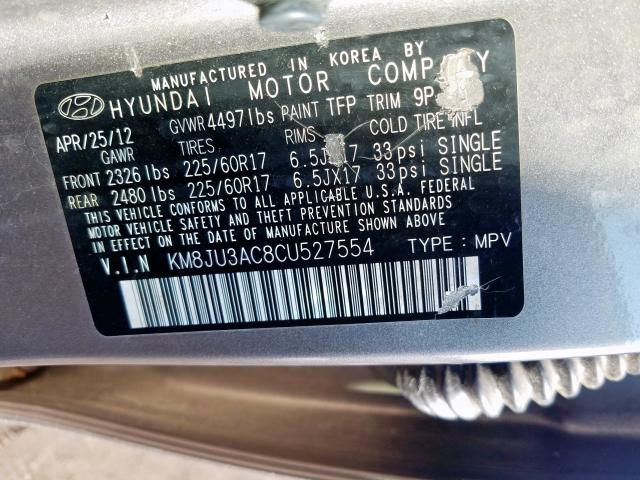 MANUFACTURED IN KOREA BY
HYUNDAI MOTOR COMPANY
APR/25/12 GVWR 4497 lbs PAINT TFP TRIM 9P
GAWR TIRES RIMS COLD TIRE INFL
FRONT 2326 lbs 225/60R17 6.5JX17 33psi SINGLE
REAR 2480 lbs 225/60R17 6.5JX17 33psi SINGLE
THIS VEHICLE CONFORMS TO ALL APPLICABLE U.S.A. FEDERAL
MOTOR VEHICLE SAFETY AND THEFT PREVENTION STANDARDS
IN EFFECT ON THE DATE OF MANUFACTURE SHOWN ABOVE
V.I.N KM8JU3AC8CU527554 TYPE: MPV